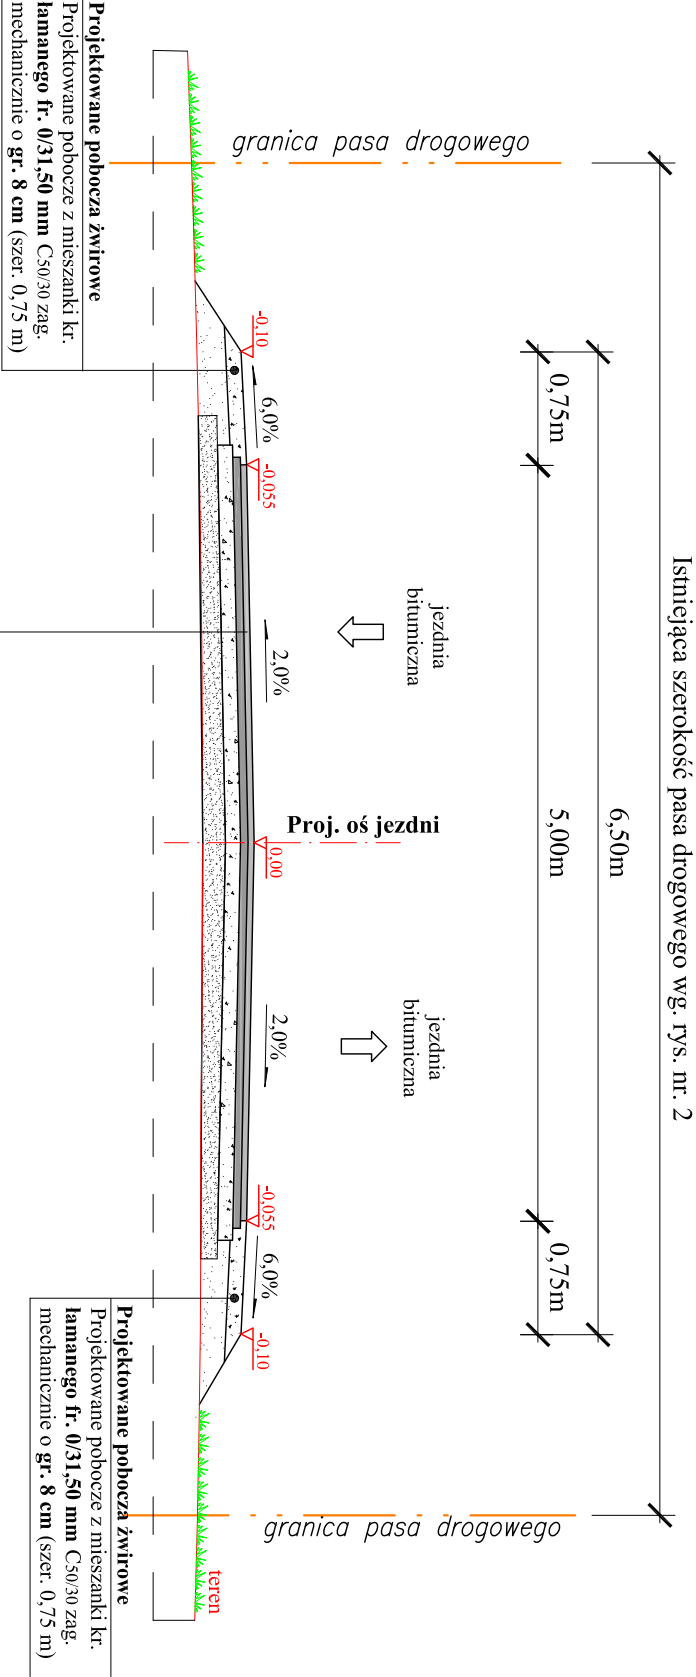 Istniejąca szerokość pasa drogowego wg. rys. nr. 2
6,50m
0,75m
5,00m
0,75m
granica pasa drogowego
granica pasa drogowego
jezdnia
bitumiczna
jezdnia
bitumiczna
Proj. oś jezdni
-0,10
6,0%
-0,055
2,0%
0,00
2,0%
-0,055
6,0%
-0,10
teren
Projektowane pobocza żwirowe
Projektowane pobocze z mieszanki kr.
łamanego fr. 0/31,50 mm C50/30 zag.
mechanicznie o gr. 8 cm (szer. 0,75 m)
Projektowane pobocza żwirowe
Projektowane pobocze z mieszanki kr.
łamanego fr. 0/31,50 mm C50/30 zag.
mechanicznie o gr. 8 cm (szer. 0,75 m)